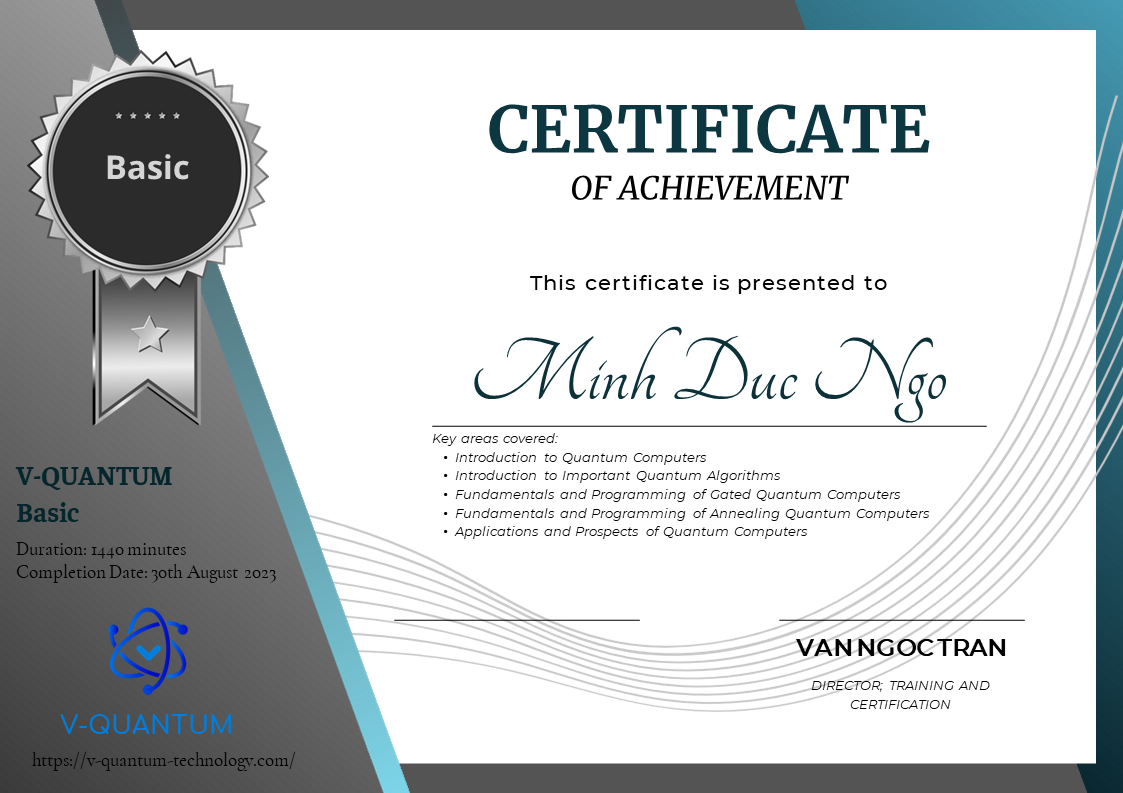 Basic
CERTIFICATE
OF ACHIEVEMENT
This certificate is presented to
Minh Duc Ngo
Key areas covered:
• Introduction to Quantum Computers
• Introduction to Important Quantum Algorithms
• Fundamentals and Programming of Gated Quantum Computers
• Fundamentals and Programming of Annealing Quantum Computers
• Applications and Prospects of Quantum Computers
V-QUANTUM
Basic
Duration: 1440 minutes
Completion Date: 30th August 2023
V-QUANTUM
https://v-quantum-technology.com/
VAN NGOC TRAN
DIRECTOR; TRAINING AND
CERTIFICATION